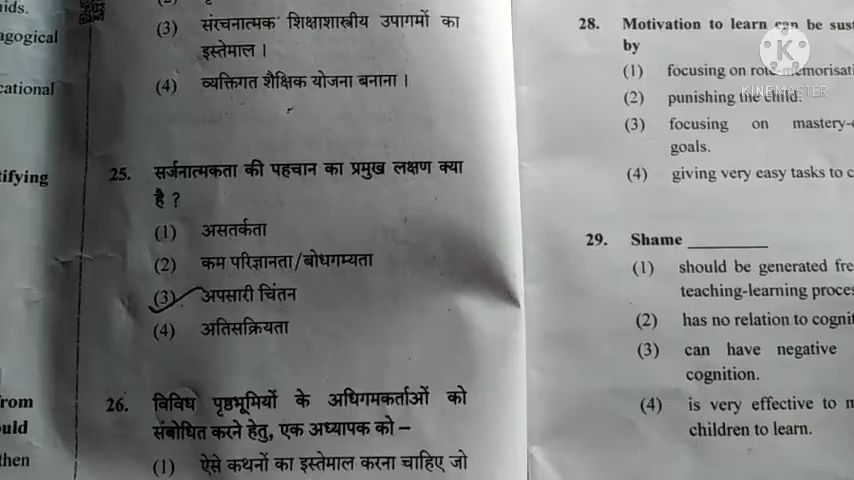 ids.
agogical
cational
tifying
rom
ould
then
(3) संरचनात्मक शिक्षाशास्त्रीय उपागमों का
इस्तेमाल ।
(4) व्यक्तिगत शैक्षिक योजना बनाना ।
25. सर्जनात्मकता की पहचान का प्रमुख लक्षण क्या
है ?
(1) असतर्कता
(2) कम परिज्ञानता/बोधगम्यता
(3) अपसारी चिंतन
(4) अतिसक्रियता
26. विविध पृष्ठभूमियों के अधिगमकर्ताओं को
संबोधित करने हेतु, एक अध्यापक को –
(1) ऐसे कथनों का इस्तेमाल करना चाहिए जो
28. Motivation to learn can be sust
by
(1) focusing on rote memorisati
(2) punishing the child.
(3) focusing on mastery-
goals.
(4) giving very easy tasks to c
29. Shame ________
(1) should be generated fre
teaching-learning proces
(2) has no relation to cognit
(3) can have negative
cognition.
(4) is very effective to m
children to learn.
K
KINEMASTER